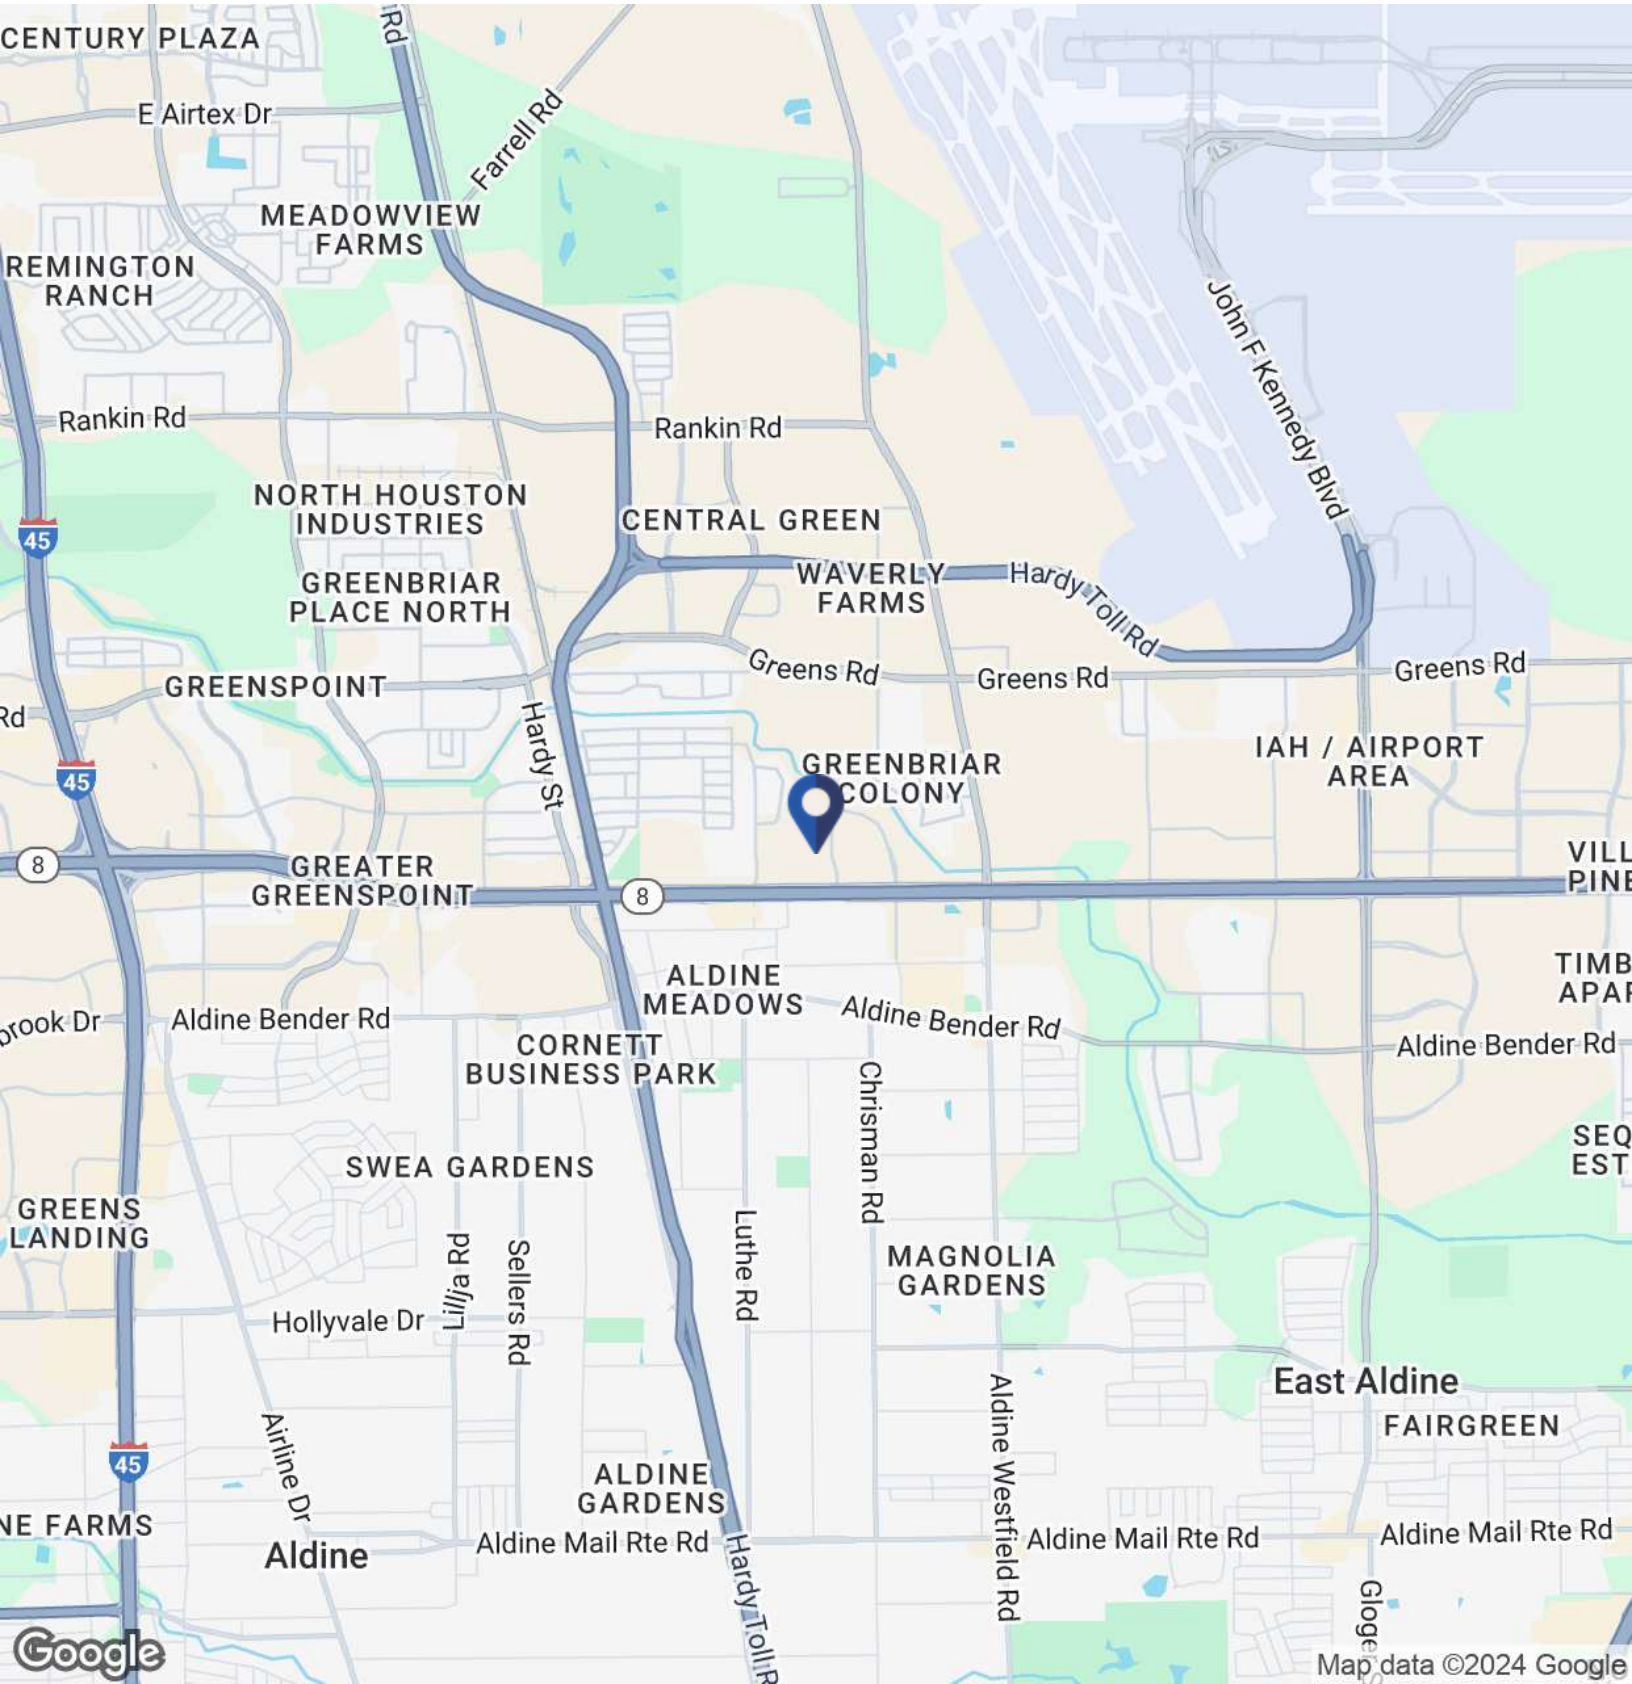 Rd
CENTURY PLAZA
E Airtex Dr
Farrell Rd
MEADOWVIEW
FARMS
REMINGTON
RANCH
John F Kennedy Blvd
Rankin Rd
Rankin Rd
NORTH HOUSTON
INDUSTRIES
CENTRAL GREEN
45
GREENBRIAR
PLACE NORTH
WAVERLY
FARMS
Hardy Toll Rd
Greens Rd
Greens Rd
Greens Rd
GREENSPOINT
Rd
Hardy St
GREENBRIAR
COLONY
IAH / AIRPORT
AREA
45
8
GREATER
GREENSPOINT
8
VILL
PINE
ALDINE
MEADOWS
TIMB
APAR
brook Dr
Aldine Bender Rd
Aldine Bender Rd
Aldine Bender Rd
CORNETT
BUSINESS PARK
Chrisman Rd
SEQ
EST
SWEA GARDENS
GREENS
LANDING
Lillja Rd
Sellers Rd
Luthe Rd
MAGNOLIA
GARDENS
Hollyvale Dr
East Aldine
FAIRGREEN
Airline Dr
45
Aldine Westfield Rd
ALDINE
GARDENS
NE FARMS
Aldine Mail Rte Rd
Aldine Mail Rte Rd
Aldine Mail Rte Rd
Aldine
Hardy Toll R
Gloger S
Google
Map data ©2024 Google